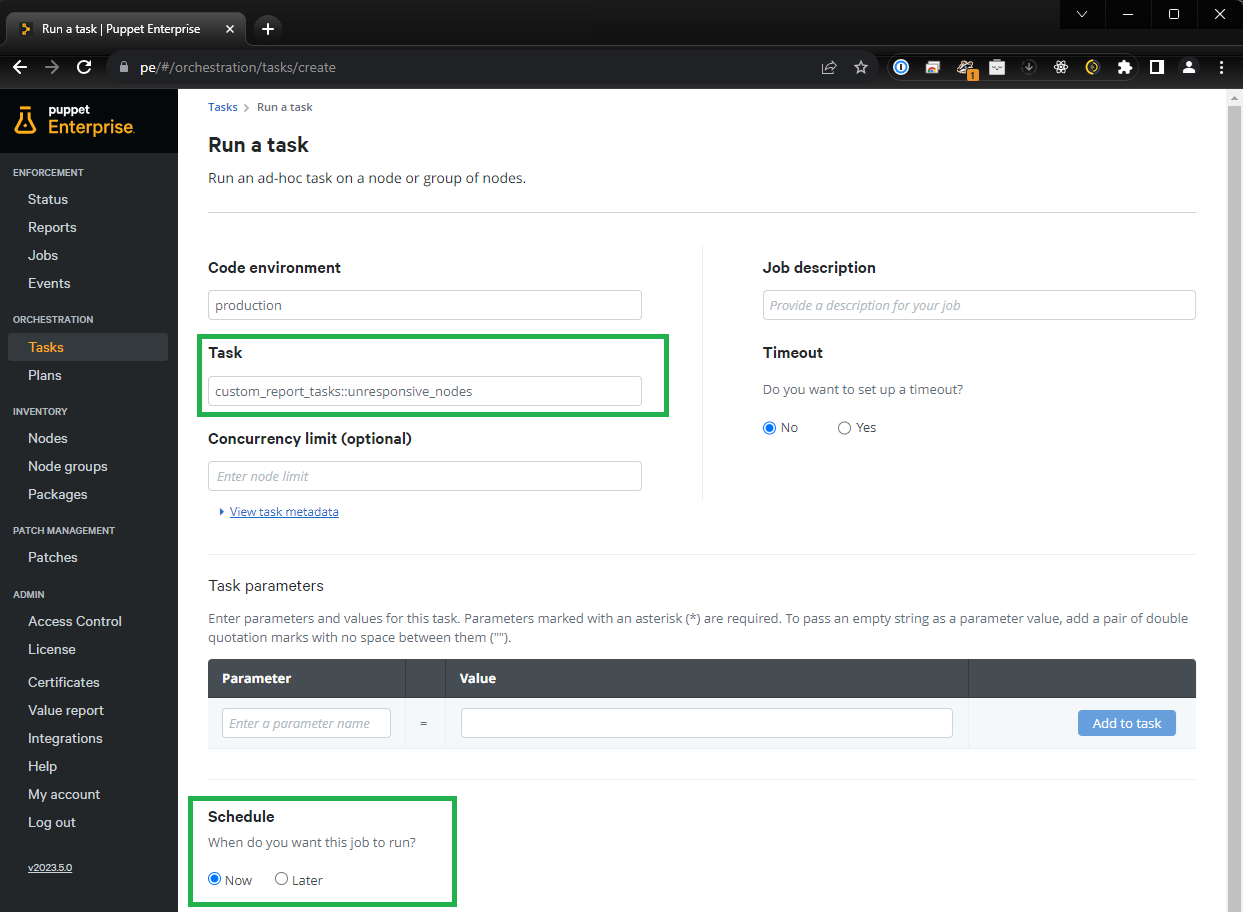 Run a task | Puppet Enterprise
pe/#/orchestration/tasks/create
1
puppet
Enterprise
ENFORCEMENT
Status
Reports
Jobs
Events
ORCHESTRATION
Tasks
Plans
INVENTORY
Nodes
Node groups
Packages
PATCH MANAGEMENT
Patches
ADMIN
Access Control
License
Certificates
Value report
Integrations
Help
My account
Log out
v2023.5.0
Tasks > Run a task
Run a task
Run an ad-hoc task on a node or group of nodes.
Code environment
production
Task
custom_report_tasks::unresponsive_nodes
Concurrency limit (optional)
Enter node limit
View task metadata
Job description
Provide a description for your job
Timeout
Do you want to set up a timeout?
No Yes
Task parameters
Enter parameters and values for this task. Parameters marked with an asterisk (*) are required. To pass an empty string as a parameter value, add a pair of double
quotation marks with no space between them ("").
Parameter Value
Enter a parameter name = Add to task
Schedule
When do you want this job to run?
Now Later